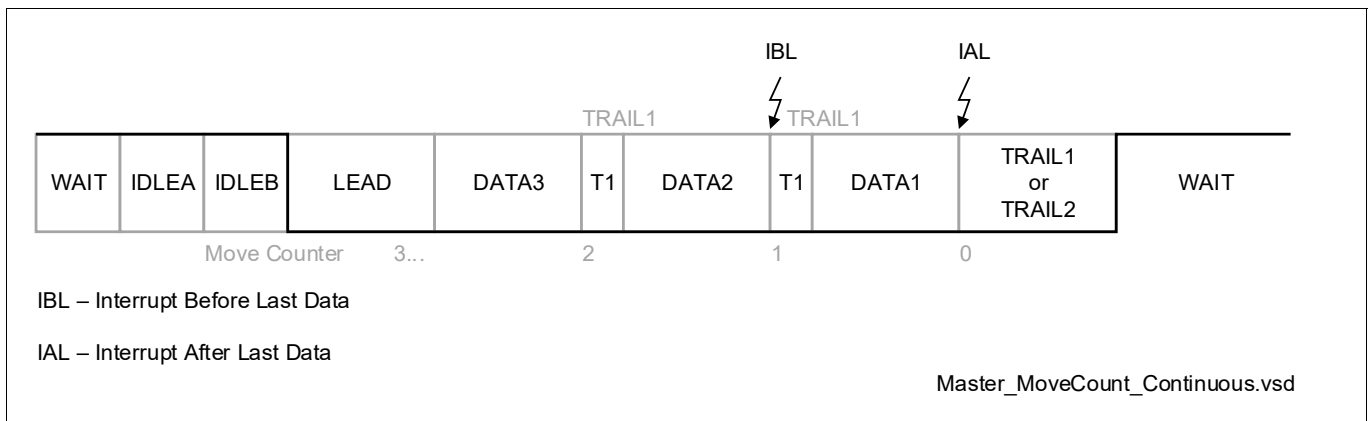 IBL IAL
TRAIL1 TRAIL1
WAIT IDLEA IDLEB LEAD DATA3 T1 DATA2 T1 DATA1 TRAIL1 or TRAIL2 WAIT
Move Counter 3... 2 1 0
IBL – Interrupt Before Last Data
IAL – Interrupt After Last Data
Master_MoveCount_Continuous.vsd